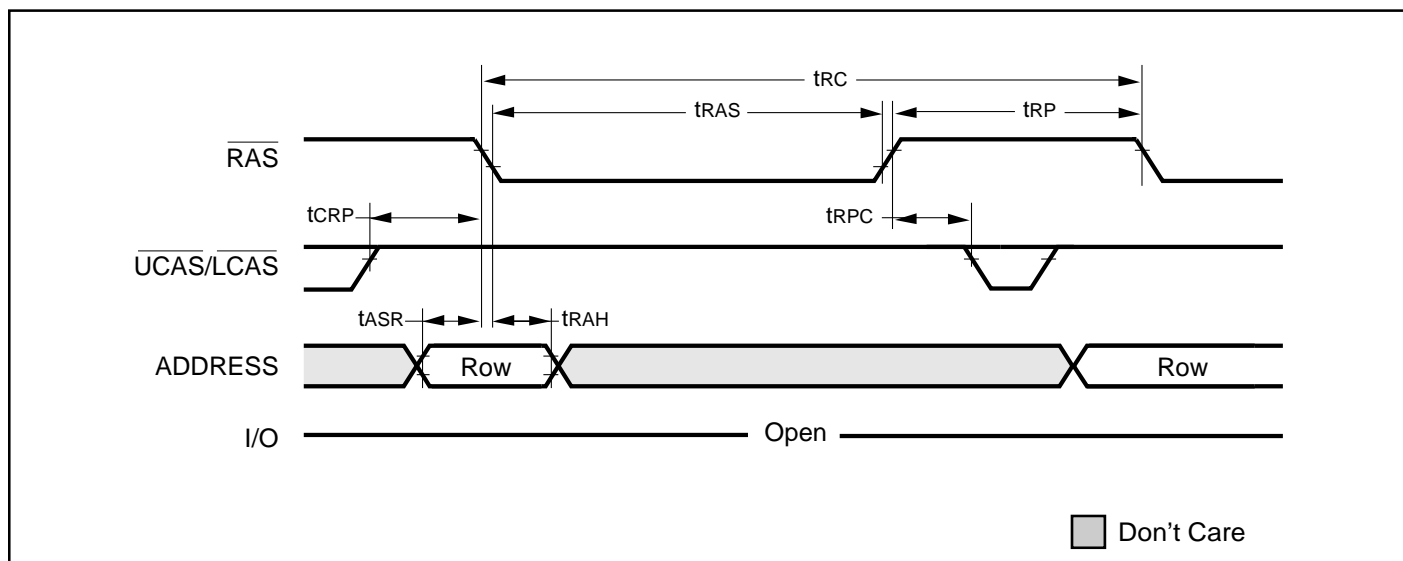 tRC
tRAS
tRP
RAS
tCRP
tRPC
UCAS/LCAS
tASR
tRAH
ADDRESS
Row
Row
I/O
Open
Don't Care